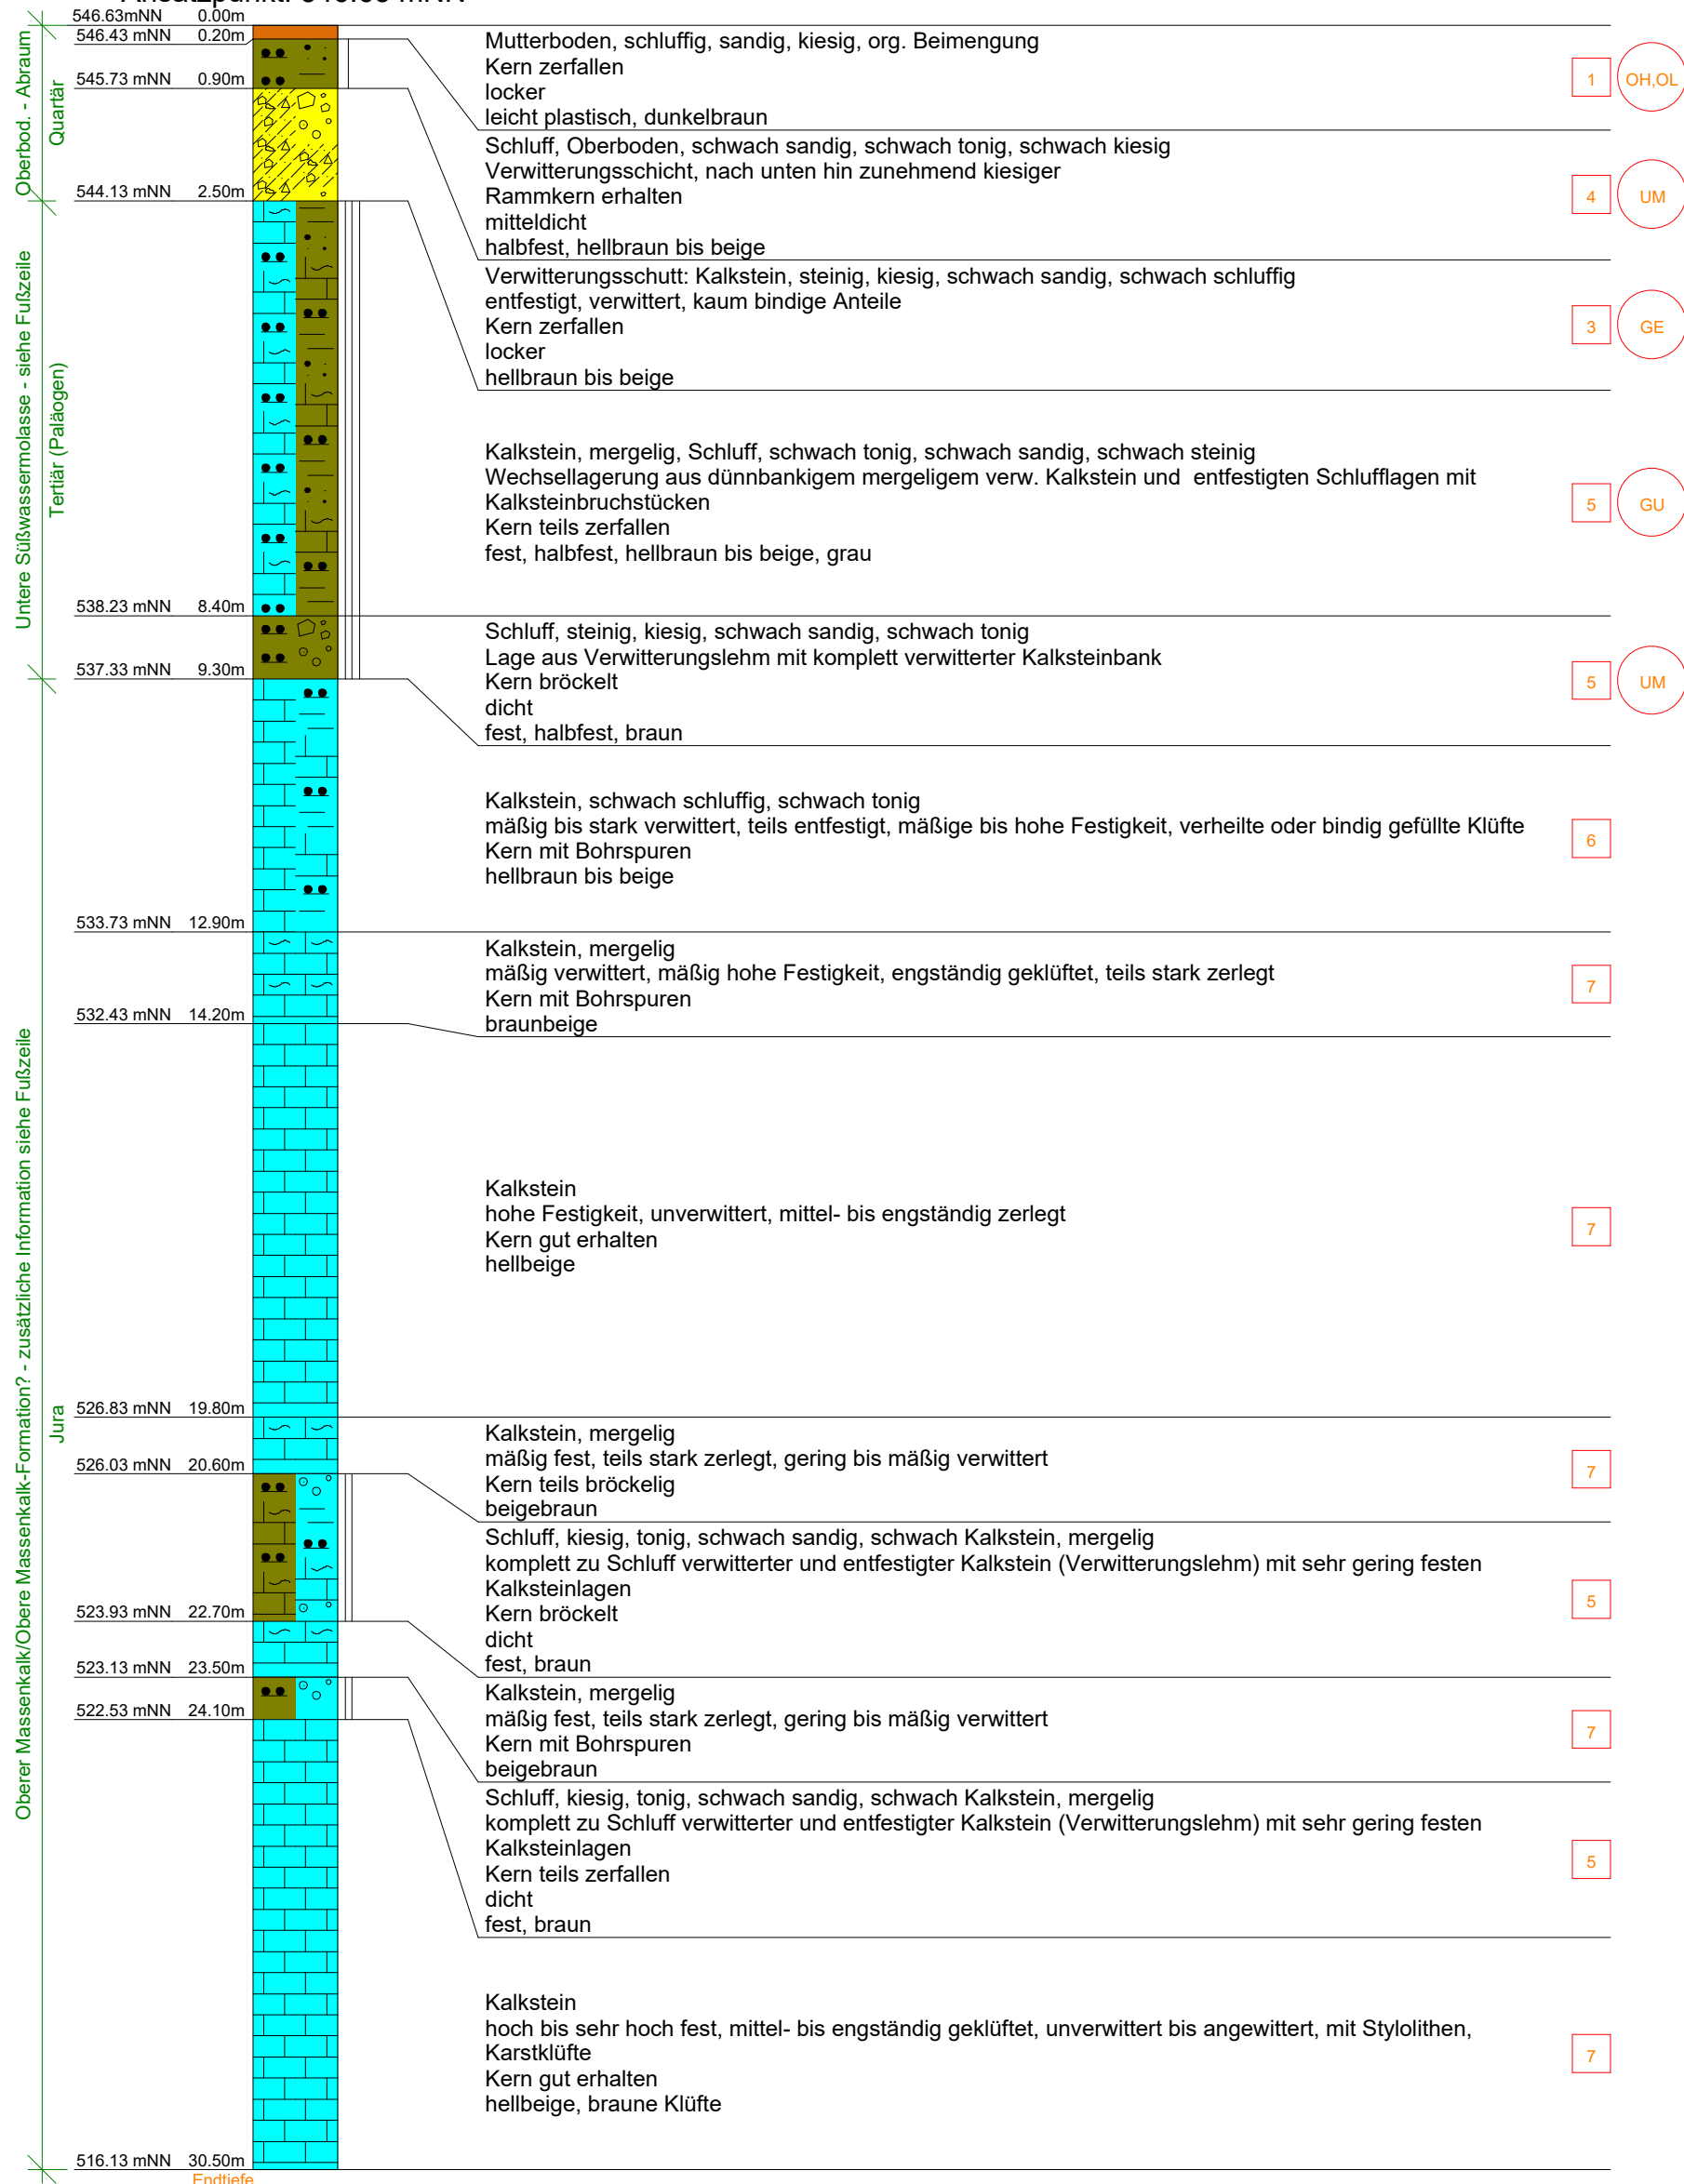 546.63mNN 0.00m
546.43 mNN 0.20m
Mutterboden, schluffig, sandig, kiesig, org. Beimengung
Kern zerfallen
locker
leicht plastisch, dunkelbraun
1 OH,OL
545.73 mNN 0.90m
Oberbod. - Abraum
Quartär
Schluff, Oberboden, schwach sandig, schwach tonig, schwach kiesig
Verwitterungsschicht, nach unten hin zunehmend kiesiger
Rammkern erhalten
mitteldicht
halbfest, hellbraun bis beige
4 UM
544.13 mNN 2.50m
Verwitterungsschutt: Kalkstein, steinig, kiesig, schwach sandig, schwach schluffig
entfestigt, verwittert, kaum bindige Anteile
Kern zerfallen
locker
hellbraun bis beige
3 GE
Untere Süßwassermolasse - siehe Fußzeile
Tertiär (Paläogen)
Kalkstein, mergelig, Schluff, schwach tonig, schwach sandig, schwach steinig
Wechsellagerung aus dünnbankigem mergeligem verw. Kalkstein und entfestigten Schlufflagen mit
Kalksteinbruchstücken
Kern teils zerfallen
fest, halbfest, hellbraun bis beige, grau
5 GU
538.23 mNN 8.40m
Schluff, steinig, kiesig, schwach sandig, schwach tonig
Lage aus Verwitterungslehm mit komplett verwitterter Kalksteinbank
Kern bröckelt
dicht
fest, halbfest, braun
5 UM
537.33 mNN 9.30m
Kalkstein, schwach schluffig, schwach tonig
mäßig bis stark verwittert, teils entfestigt, mäßige bis hohe Festigkeit, verheilte oder bindig gefüllte Klüfte
Kern mit Bohrspuren
hellbraun bis beige
6
533.73 mNN 12.90m
Kalkstein, mergelig
mäßig verwittert, mäßig hohe Festigkeit, engständig geklüftet, teils stark zerlegt
Kern mit Bohrspuren
braunbeige
7
532.43 mNN 14.20m
Oberer Massenkalk/Obere Massenkalk-Formation? - zusätzliche Information siehe Fußzeile
Jura
Kalkstein
hohe Festigkeit, unverwittert, mittel- bis engständig zerlegt
Kern gut erhalten
hellbeige
7
526.83 mNN 19.80m
Kalkstein, mergelig
mäßig fest, teils stark zerlegt, gering bis mäßig verwittert
Kern teils bröckelig
beigebraun
7
526.03 mNN 20.60m
Schluff, kiesig, tonig, schwach sandig, schwach Kalkstein, mergelig
komplett zu Schluff verwitterter und entfestigter Kalkstein (Verwitterungslehm) mit sehr gering festen
Kalksteinlagen
Kern bröckelt
dicht
fest, braun
5
523.93 mNN 22.70m
523.13 mNN 23.50m
Kalkstein, mergelig
mäßig fest, teils stark zerlegt, gering bis mäßig verwittert
Kern mit Bohrspuren
beigebraun
7
522.53 mNN 24.10m
Schluff, kiesig, tonig, schwach sandig, schwach Kalkstein, mergelig
komplett zu Schluff verwitterter und entfestigter Kalkstein (Verwitterungslehm) mit sehr gering festen
Kalksteinlagen
Kern teils zerfallen
dicht
fest, braun
5
Kalkstein
hoch bis sehr hoch fest, mittel- bis engständig geklüftet, unverwittert bis angewittert, mit Stylolithen,
Karstklüfte
Kern gut erhalten
hellbeige, braune Klüfte
7
516.13 mNN 30.50m
Endtiefe